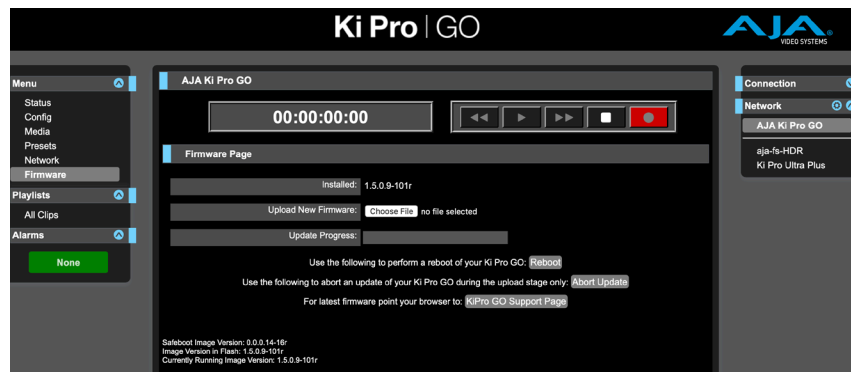 Ki Pro | GO
AJA
VIDEO SYSTEMS
Menu
Status
Config
Media
Presets
Network
Firmware
Playlists
All Clips
Alarms
None
AJA Ki Pro GO
00:00:00:00
Firmware Page
Installed: 1.5.0.9-101r
Upload New Firmware: Choose File no file selected
Update Progress:
Use the following to perform a reboot of your Ki Pro GO: Reboot
Use the following to abort an update of your Ki Pro GO during the upload stage only: Abort Update
For latest firmware point your browser to: KiPro GO Support Page
Safeboot Image Version: 0.0.0.14-16r
Image Version in Flash: 1.5.0.9-101r
Currently Running Image Version: 1.5.0.9-101r
Connection
Network
AJA Ki Pro GO
aja-fs-HDR
Ki Pro Ultra Plus